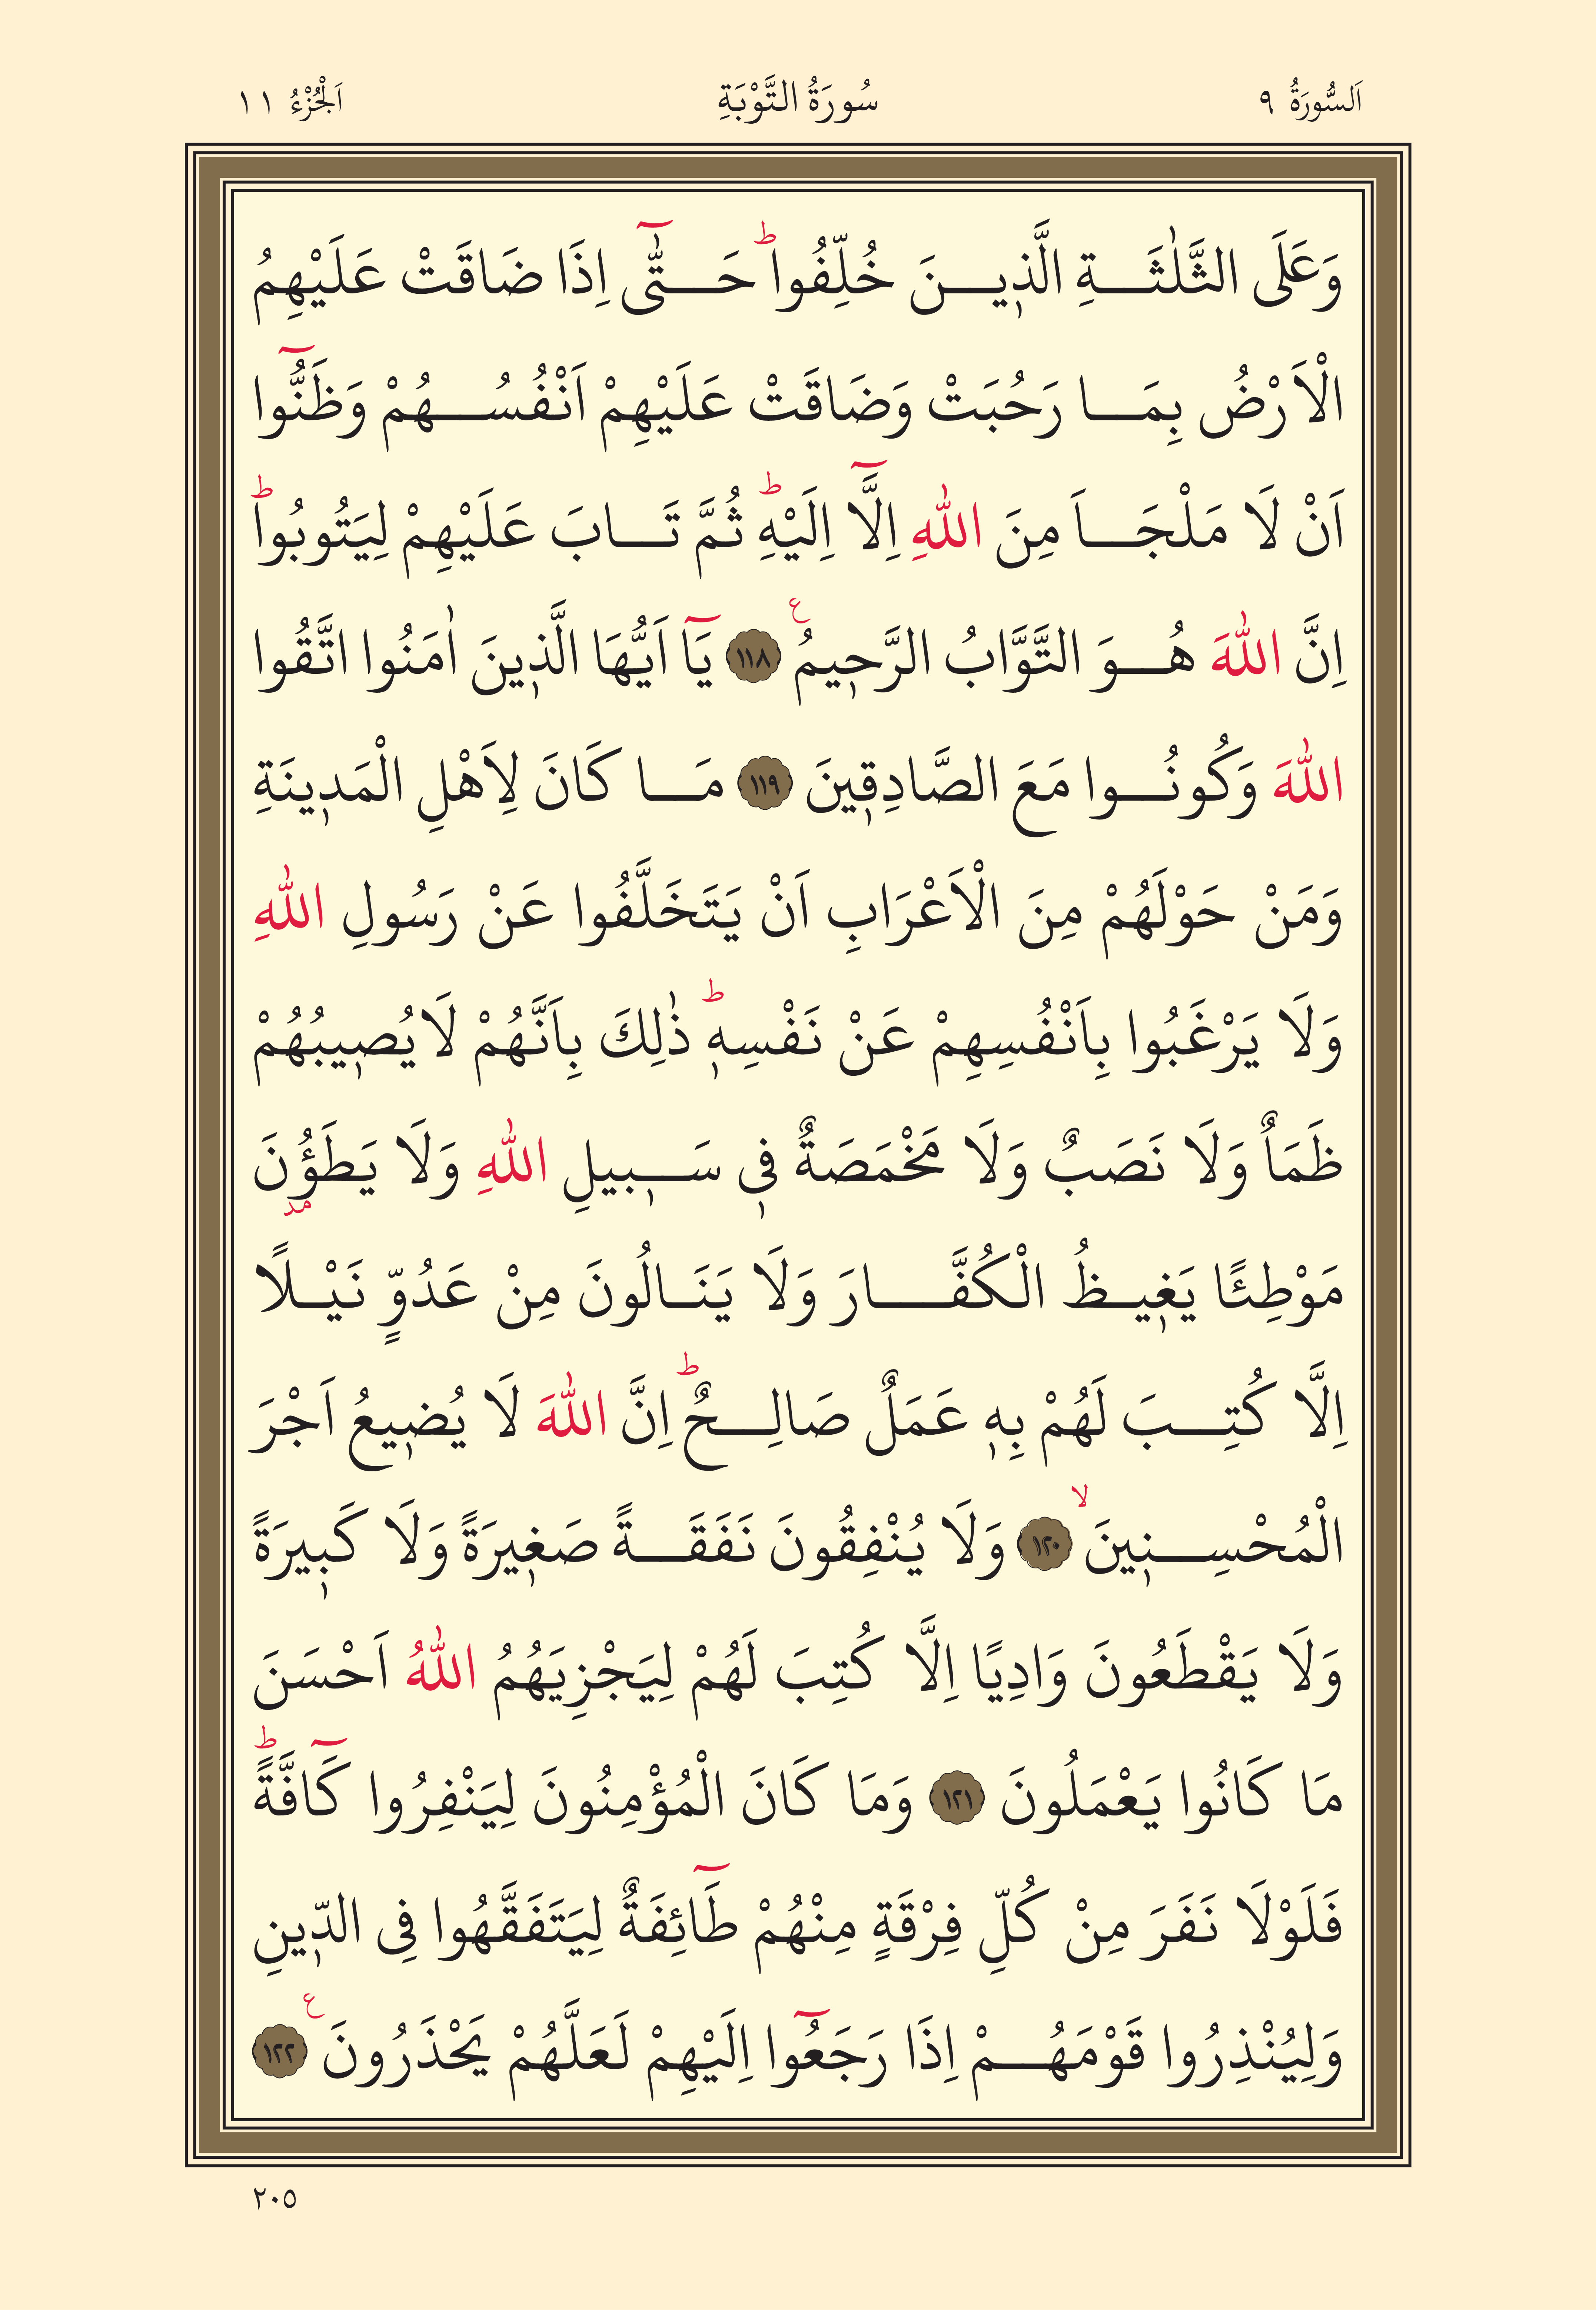 اَلسُّورَةُ ٩ سُورَةُ التَّوْبَةِ اَلْجُزْءُ ١١
وَعَلَى الثَّلٰثَةِ الَّذ۪ينَ خُلِّفُواۜ حَتّٰٓى اِذَا ضَاقَتْ عَلَيْهِمُ
الْاَرْضُ بِمَا رَحُبَتْ وَضَاقَتْ عَلَيْهِمْ اَنْفُسُهُمْ وَظَنُّٓوا
اَنْ لَا مَلْجَاَ مِنَ اللّٰهِ اِلَّٓا اِلَيْهِۜ ثُمَّ تَابَ عَلَيْهِمْ لِيَتُوبُواۜ
اِنَّ اللّٰهَ هُوَ التَّوَّابُ الرَّح۪يمُ ع ﴿١١٨﴾ يَٓا اَيُّهَا الَّذ۪ينَ اٰمَنُوا اتَّقُوا
اللّٰهَ وَكُونُوا مَعَ الصَّادِق۪ينَ ﴿١١٩﴾ مَا كَانَ لِاَهْلِ الْمَد۪ينَةِ
وَمَنْ حَوْلَهُمْ مِنَ الْاَعْرَابِ اَنْ يَتَخَلَّفُوا عَنْ رَسُولِ اللّٰهِ
وَلَا يَرْغَبُوا بِاَنْفُسِهِمْ عَنْ نَفْسِه۪ۜ ذٰلِكَ بِاَنَّهُمْ لَا يُص۪يبُهُمْ
ظَمَاٌ وَلَا نَصَبٌ وَلَا مَخْمَصَةٌ ف۪ي سَب۪يلِ اللّٰهِ وَلَا يَطَؤُ۫نَ مد
مَوْطِئًا يَغ۪يظُ الْكُفَّارَ وَلَا يَنَالُونَ مِنْ عَدُوٍّ نَيْلًا
اِلَّا كُتِبَ لَهُمْ بِه۪ عَمَلٌ صَالِحٌۜ اِنَّ اللّٰهَ لَا يُض۪يعُ اَجْرَ
الْمُحْسِن۪ينَۙ ﴿١٢٠﴾ وَلَا يُنْفِقُونَ نَفَقَةً صَغ۪يرَةً وَلَا كَب۪يرَةً
وَلَا يَقْطَعُونَ وَادِيًا اِلَّا كُتِبَ لَهُمْ لِيَجْزِيَهُمُ اللّٰهُ اَحْسَنَ
مَا كَانُوا يَعْمَلُونَ ﴿١٢١﴾ وَمَا كَانَ الْمُؤْمِنُونَ لِيَنْفِرُوا كَٓافَّةًۜ
فَلَوْلَا نَفَرَ مِنْ كُلِّ فِرْقَةٍ مِنْهُمْ طَٓائِفَةٌ لِيَتَفَقَّهُوا فِي الدّ۪ينِ
وَلِيُنْذِرُوا قَوْمَهُمْ اِذَا رَجَعُٓوا اِلَيْهِمْ لَعَلَّهُمْ يَحْذَرُونَ ع ﴿١٢٢﴾
٢٠٥